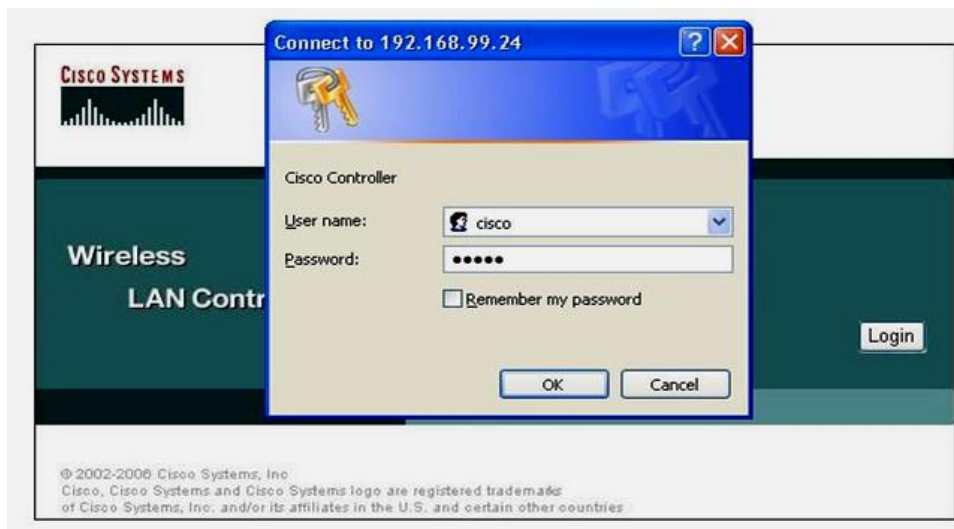 Connect to 192.168.99.24
CISCO SYSTEMS
Cisco Controller
User name:
cisco
Password:
•••••
Remember my password
Wireless
LAN Contr
Login
OK
Cancel
© 2002-2006 Cisco Systems, Inc
Cisco, Cisco Systems and Cisco Systems logo are registered trademarks
of Cisco Systems, Inc. and/or its affiliates in the U.S. and certain other countries